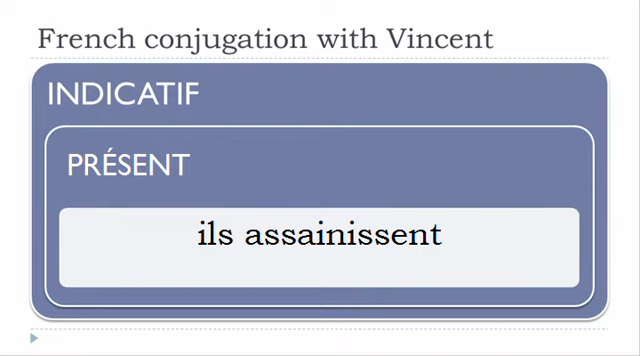 French conjugation with Vincent
INDICATIF
PRÉSENT
ils assainissent